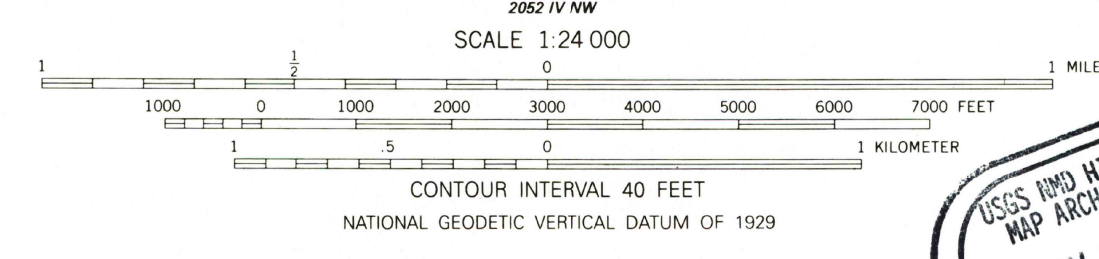 2052 IV NW
SCALE 1:24 000
1 1/2 0 1 MILE
1000 0 1000 2000 3000 4000 5000 6000 7000 FEET
1 .5 0 1 KILOMETER
CONTOUR INTERVAL 40 FEET
NATIONAL GEODETIC VERTICAL DATUM OF 1929
USGS NMD
MAP